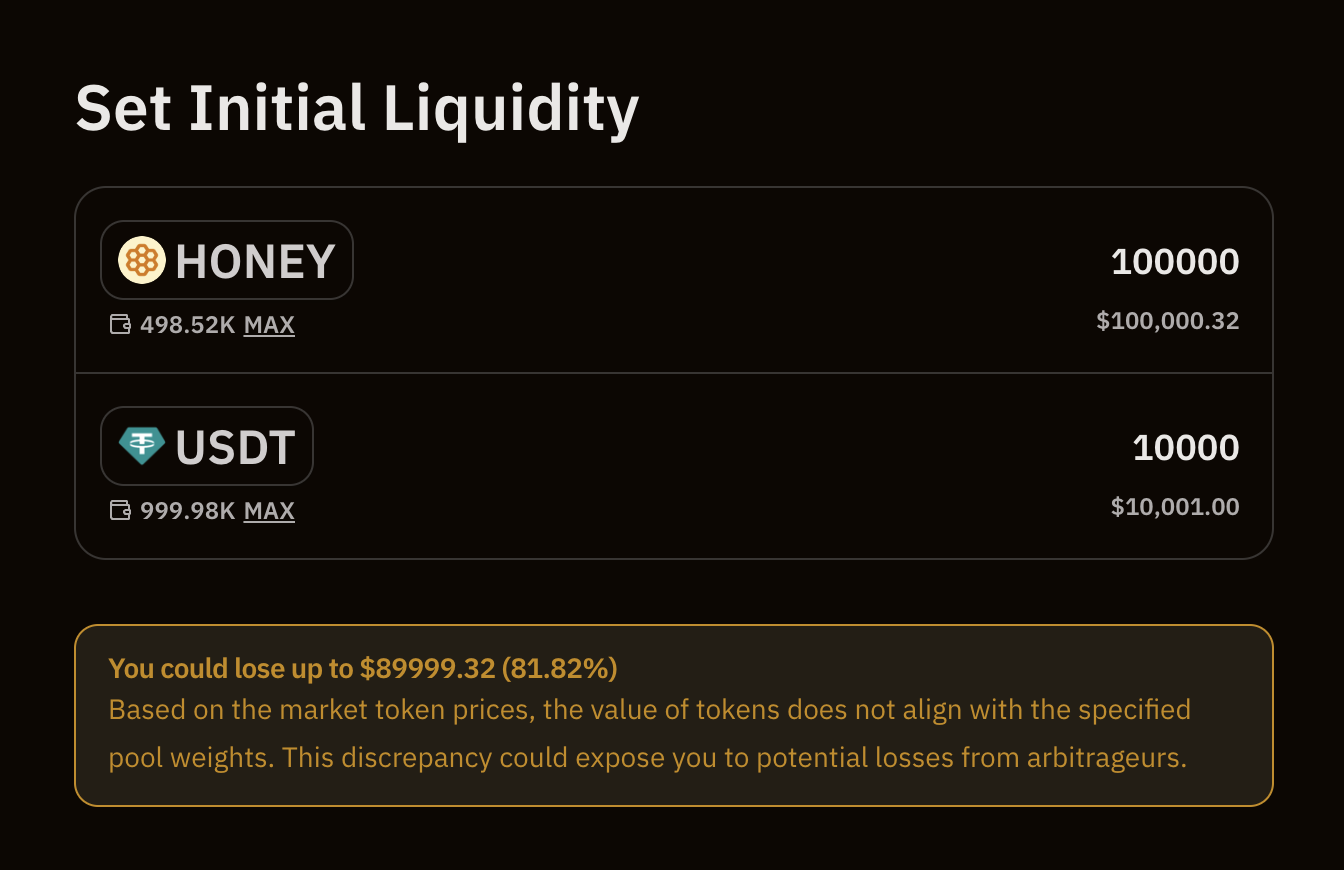 Set Initial Liquidity
HONEY
100000
498.52K MAX
$100,000.32
USDT
10000
999.98K MAX
$10,001.00
You could lose up to $89999.32 (81.82%)
Based on the market token prices, the value of tokens does not align with the specified
pool weights. This discrepancy could expose you to potential losses from arbitrageurs.